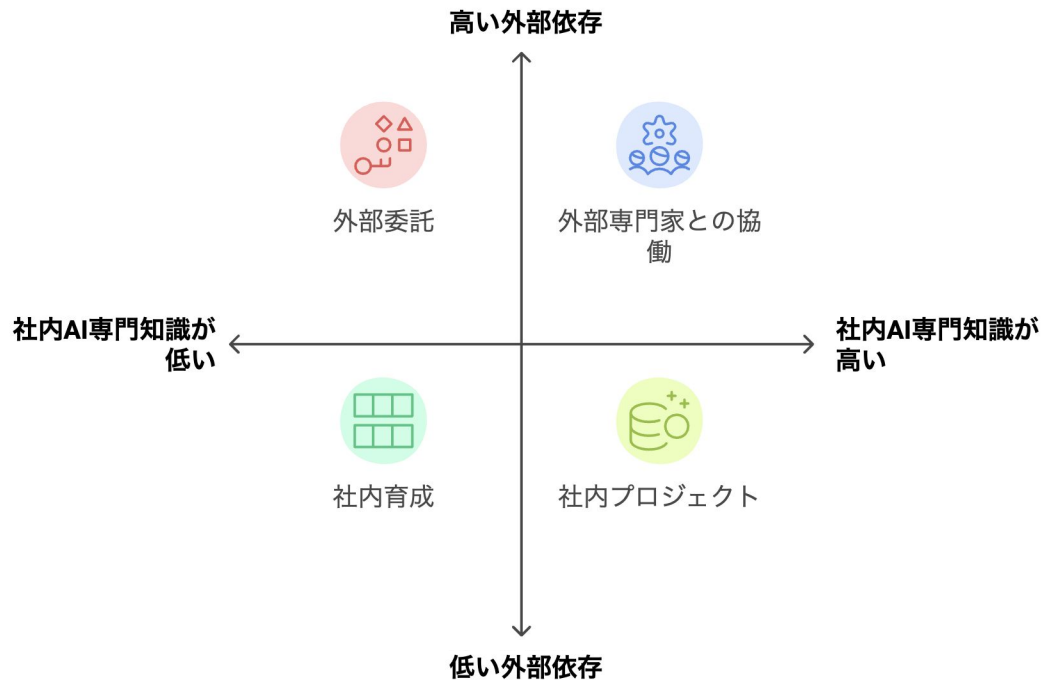 高い外部依存
外部委託
外部専門家との協
働
社内AI専門知識が
低い
社内AI専門知識が
高い
社内育成
社内プロジェクト
低い外部依存